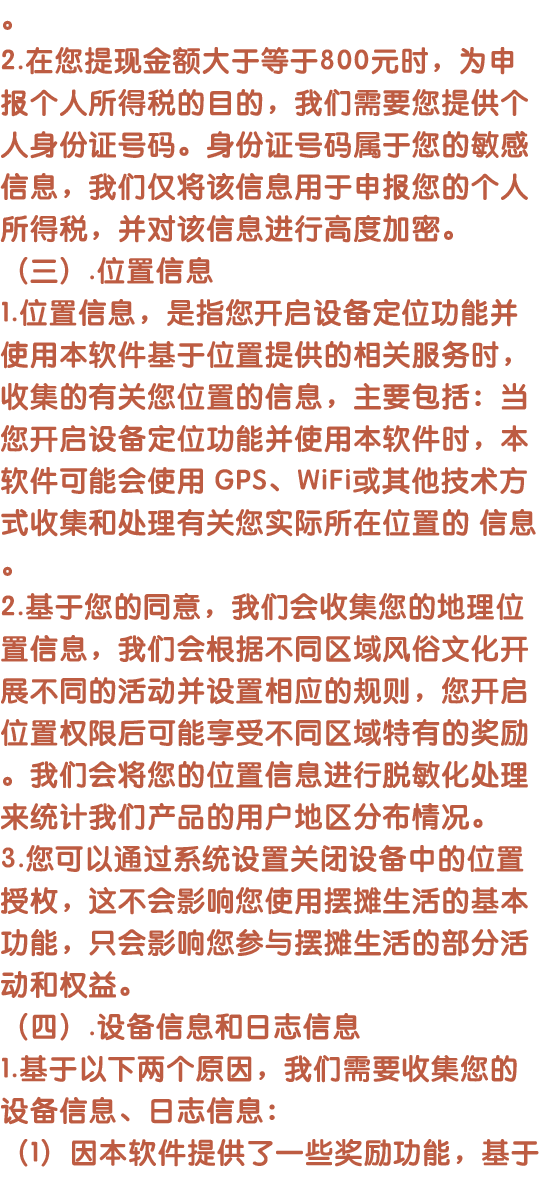 。
2.在您提现金额大于等于800元时，为申
报个人所得税的目的，我们需要您提供个
人身份证号码。身份证号码属于您的敏感
信息，我们仅将该信息用于申报您的个人
所得税，并对该信息进行高度加密。
（三）.位置信息
1.位置信息，是指您开启设备定位功能并
使用本软件基于位置提供的相关服务时，
收集的有关您位置的信息，主要包括：当
您开启设备定位功能并使用本软件时，本
软件可能会使用 GPS、WiFi或其他技术方
式收集和处理有关您实际所在位置的 信息
。
2.基于您的同意，我们会收集您的地理位
置信息，我们会根据不同区域风俗文化开
展不同的活动并设置相应的规则，您开启
位置权限后可能享受不同区域特有的奖励
。我们会将您的位置信息进行脱敏化处理
来统计我们产品的用户地区分布情况。
3.您可以通过系统设置关闭设备中的位置
授枚，这不会影响您使用摆摊生活的基本
功能，只会影响您参与摆摊生活的部分活
动和权益。
（四）.设备信息和日志信息
1.基于以下两个原因，我们需要收集您的
设备信息、日志信息：
（1）因本软件提供了一些奖励功能，基于